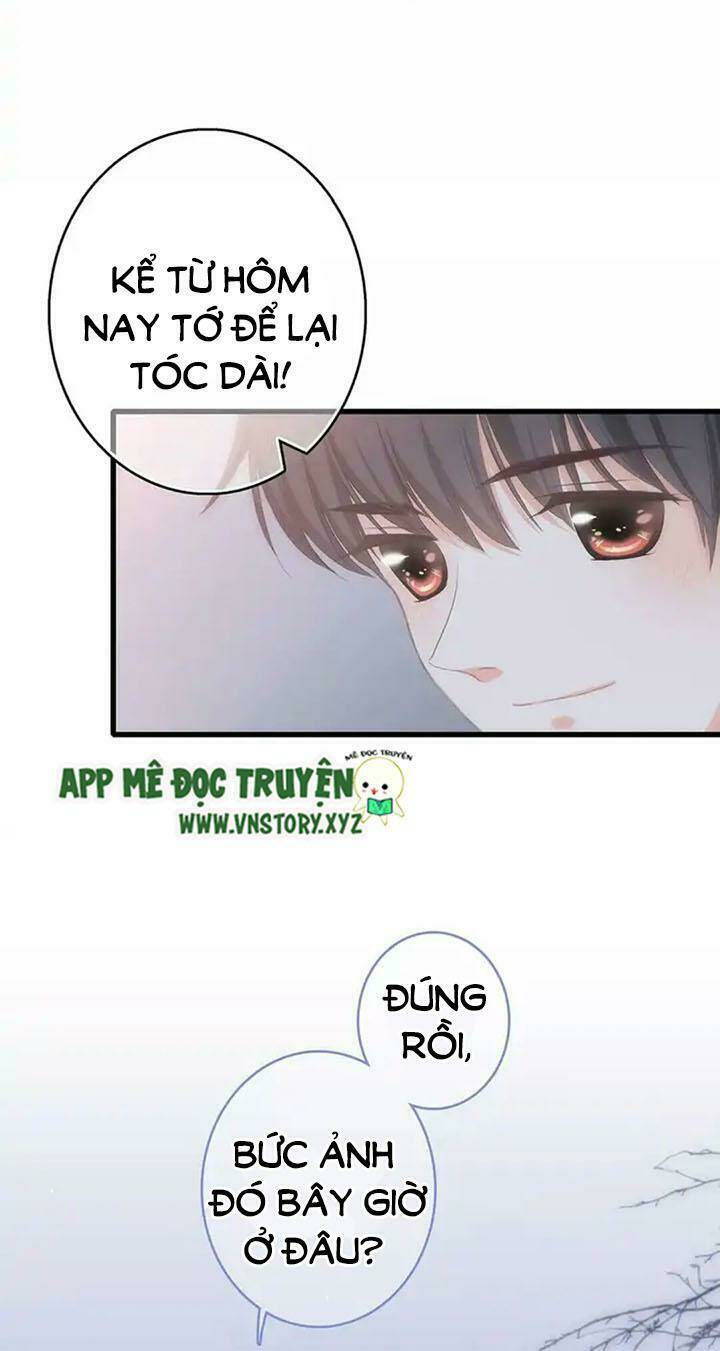 KỂ TỪ HÔM
NAY TỚ ĐỂ LẠI
TÓC DÀI!
MÊ ĐỌC TRUYỆN
APP MÊ ĐỌC TRUYỆN
WWW.VNSTORY.XYZ
ĐÚNG
RỒI,
BỨC ẢNH
ĐÓ BÂY GIỜ
Ở ĐÂU?